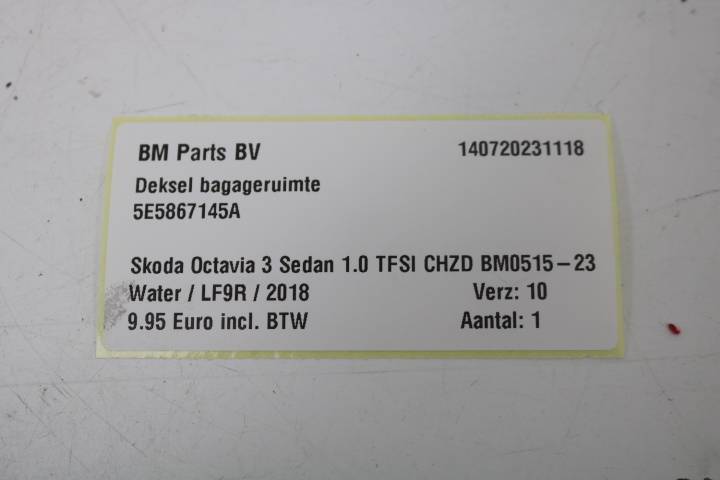 BM Parts BV 140720231118
Deksel bagageruimte
5E5867145A
Skoda Octavia 3 Sedan 1.0 TFSI CHZD BM0515-23
Water / LF9R / 2018 Verz: 10
9.95 Euro incl. BTW Aantal: 1